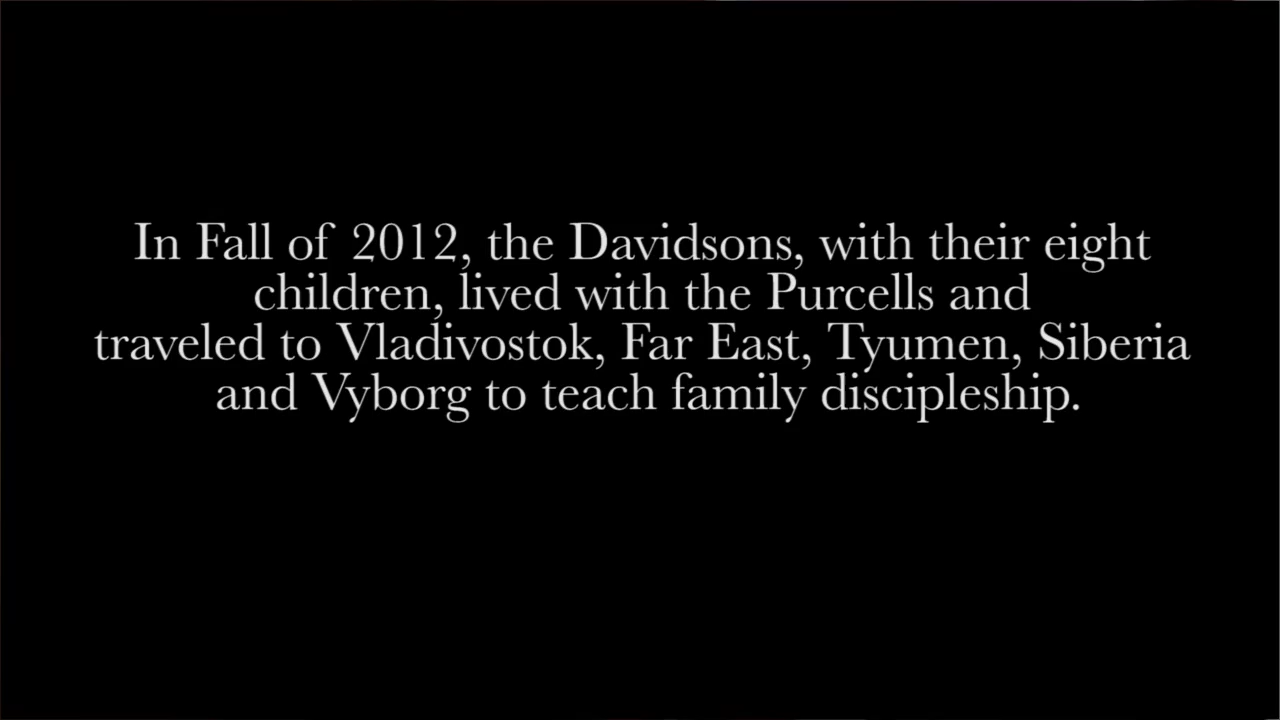 In Fall of 2012, the Davidsons, with their eight
children, lived with the Purcells and
traveled to Vladivostok, Far East, Tyumen, Siberia
and Vyborg to teach family discipleship.